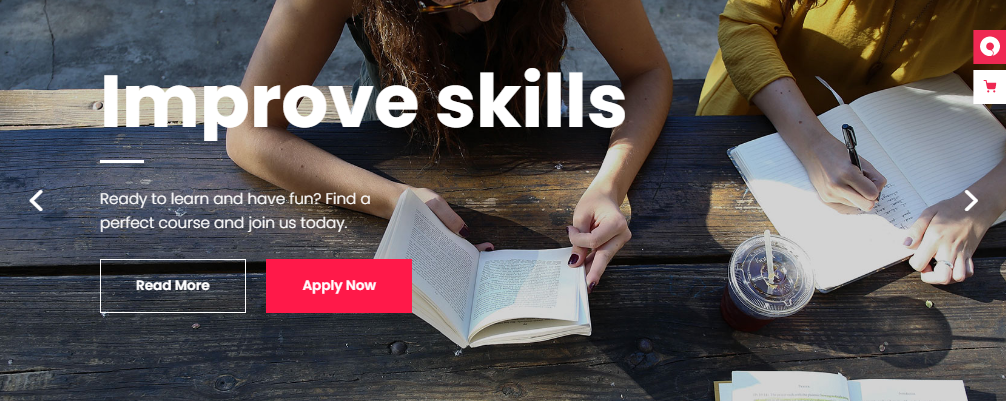 Improve skills
Ready to learn and have fun? Find a
perfect course and join us today.
Read More
Apply Now